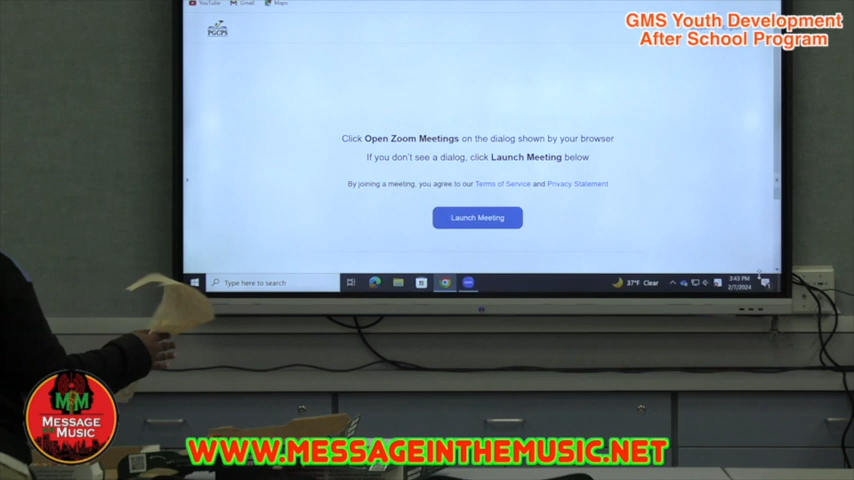 YouTube
Gmail
Maps
GMS Youth Development
After School Program
PGCPS
Click Open Zoom Meetings on the dialog shown by your browser
If you don't see a dialog, click Launch Meeting below
By joining a meeting, you agree to our Terms of Service and Privacy Statement
Launch Meeting
Type here to search
37°F Clear
3:43 PM
2/7/2024
M M
MESSAGE
MUSIC
WWW.MESSAGEINTHEMUSIC.NET